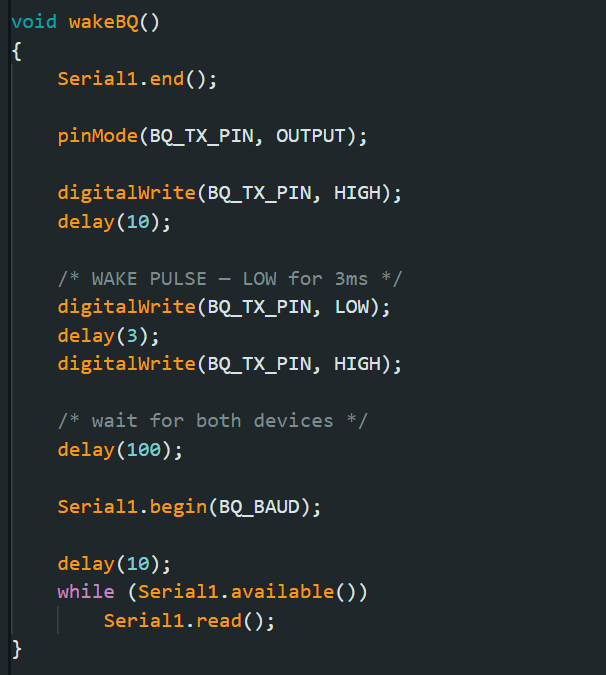 void wakeBQ()
{
    Serial1.end();

    pinMode(BQ_TX_PIN, OUTPUT);

    digitalWrite(BQ_TX_PIN, HIGH);
    delay(10);

    /* WAKE PULSE — LOW for 3ms */
    digitalWrite(BQ_TX_PIN, LOW);
    delay(3);
    digitalWrite(BQ_TX_PIN, HIGH);

    /* wait for both devices */
    delay(100);

    Serial1.begin(BQ_BAUD);

    delay(10);
    while (Serial1.available())
        Serial1.read();
}